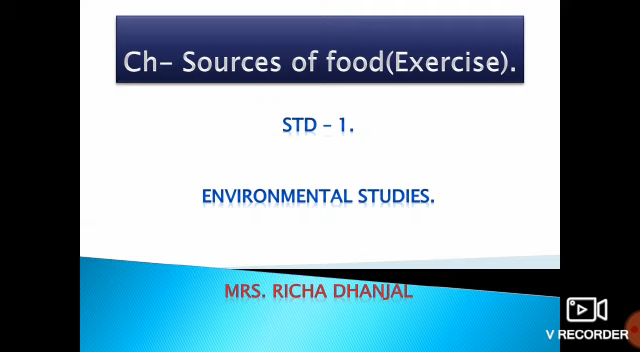 Ch- Sources of food(Exercise).
STD – 1.
ENVIRONMENTAL STUDIES.
MRS. RICHA DHANJAL
V RECORDER